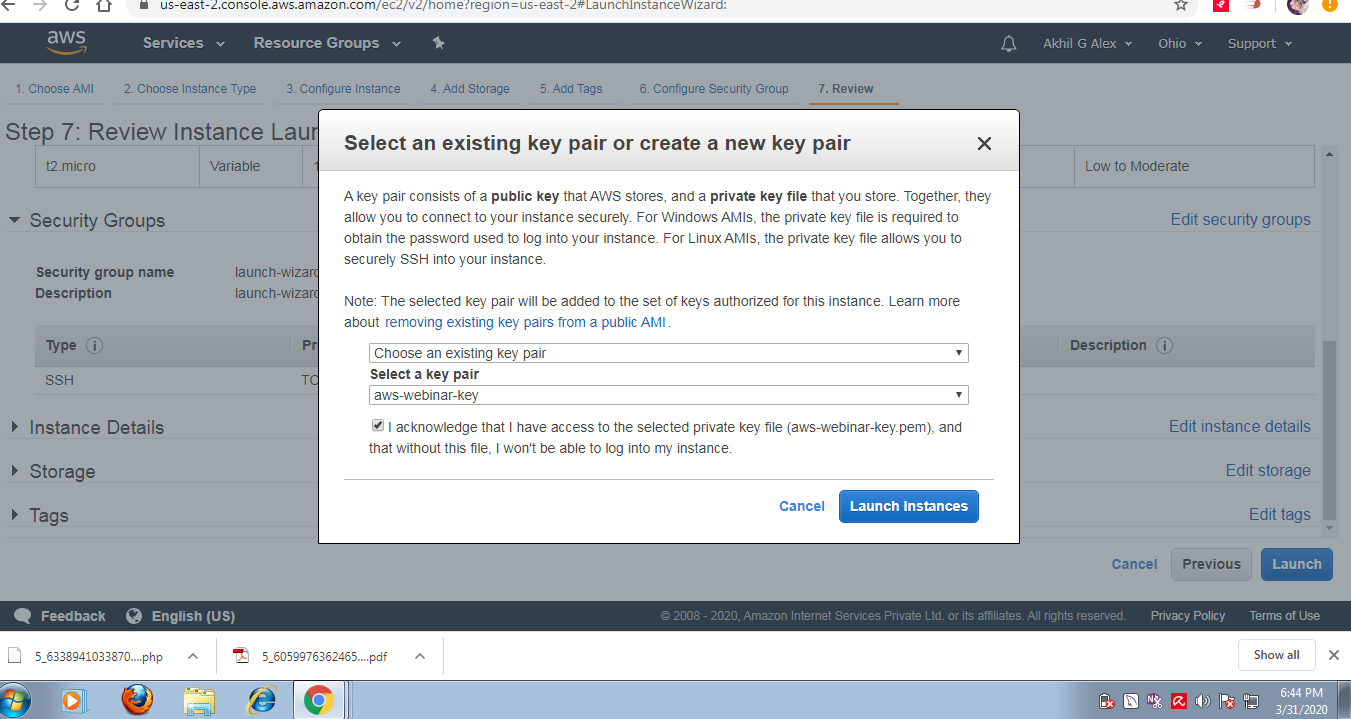 us-east-2.console.aws.amazon.com/ec2/v2/home?region=us-east-2#LaunchInstanceWizard:
aws Services Resource Groups Akhil G Alex Ohio Support
1. Choose AMI 2. Choose Instance Type 3. Configure Instance 4. Add Storage 5. Add Tags 6. Configure Security Group 7. Review
Step 7: Review Instance Laun
t2.micro Variable 1 Low to Moderate
Security Groups Edit security groups
Security group name launch-wizard
Description launch-wizard
Type Pr Description
SSH TC
Instance Details Edit instance details
Storage Edit storage
Tags Edit tags
Select an existing key pair or create a new key pair
A key pair consists of a public key that AWS stores, and a private key file that you store. Together, they
allow you to connect to your instance securely. For Windows AMIs, the private key file is required to
obtain the password used to log into your instance. For Linux AMIs, the private key file allows you to
securely SSH into your instance.
Note: The selected key pair will be added to the set of keys authorized for this instance. Learn more
about removing existing key pairs from a public AMI .
Choose an existing key pair
Select a key pair
aws-webinar-key
I acknowledge that I have access to the selected private key file (aws-webinar-key.pem), and
that without this file, I won't be able to log into my instance.
Cancel Launch Instances
Cancel Previous Launch
Feedback English (US) © 2008 - 2020, Amazon Internet Services Private Ltd. or its affiliates. All rights reserved. Privacy Policy Terms of Use
5_6338941033870....php 5_6059976362465....pdf Show all
6:44 PM
3/31/2020